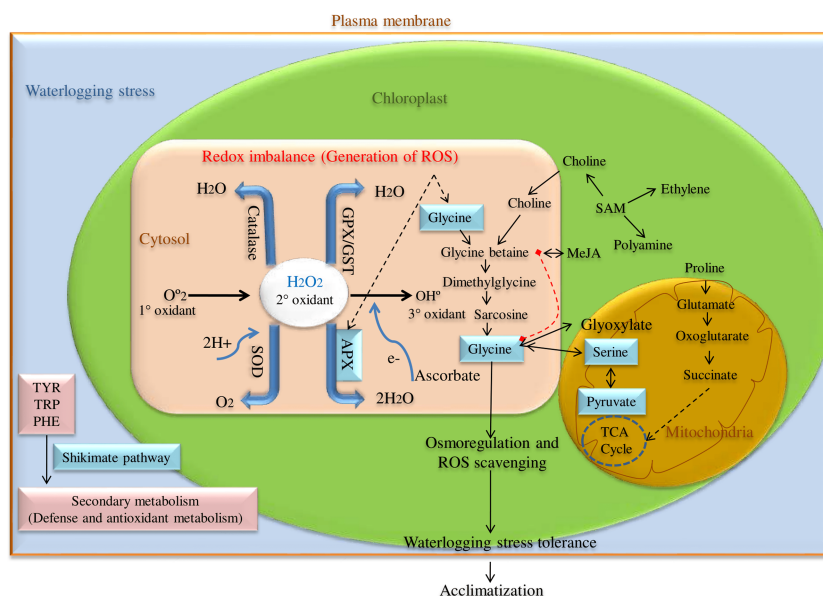 Plasma membrane
Waterlogging stress
Chloroplast
Redox imbalance (Generation of ROS)
H2O
H2O
Catalase
GPX/GST
Glycine
Choline
Choline
SAM
Ethylene
Polyamine
Cytosol
Glycine betaine
MeJA
H2O2
2° oxidant
O°2
1° oxidant
OH°
3° oxidant
Dimethylglycine
Sarcosine
Glycine
Glyoxylate
Proline
Glutamate
Oxoglutarate
Succinate
Serine
Pyruvate
TCA
Cycle
Mitochondria
2H+
SOD
APX
e-
Ascorbate
O2
2H2O
TYR
TRP
PHE
Shikimate pathway
Secondary metabolism
(Defense and antioxidant metabolism)
Osmoregulation and
ROS scavenging
Waterlogging stress tolerance
Acclimatization